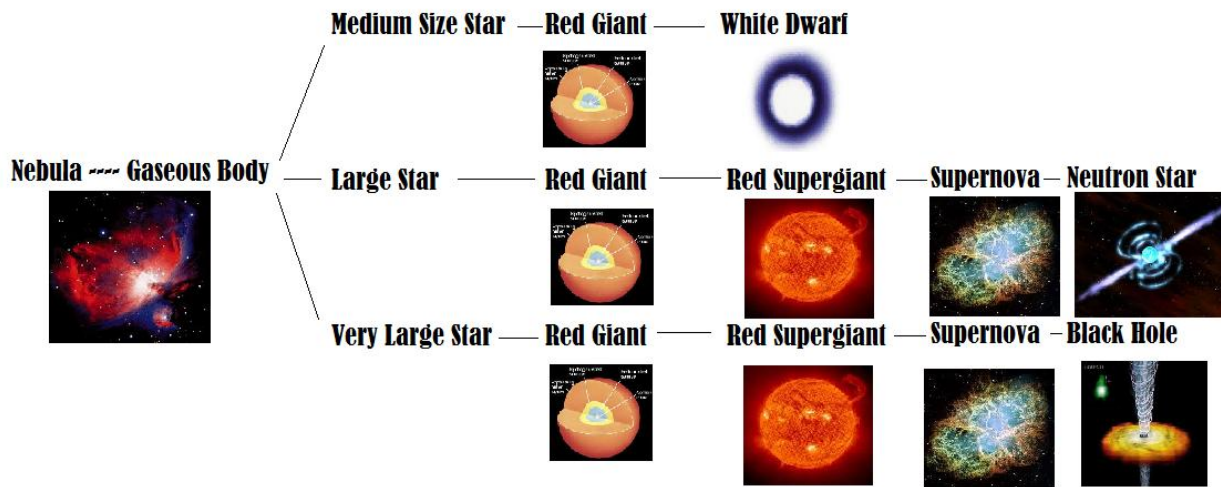 Medium Size Star — Red Giant — White Dwarf
Nebula ---- Gaseous Body
Large Star — Red Giant — Red Supergiant — Supernova — Neutron Star
Very Large Star — Red Giant — Red Supergiant — Supernova — Black Hole